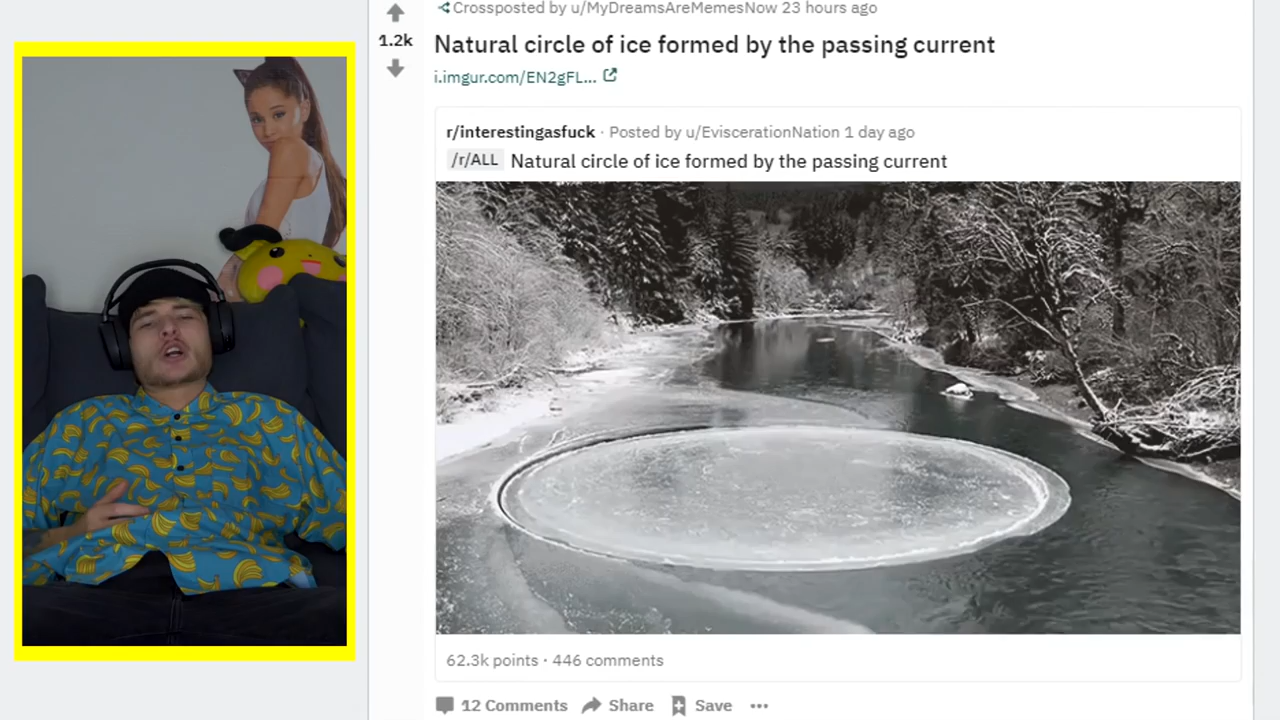 Crossposted by u/MyDreamsAreMemesNow 23 hours ago
1.2k
Natural circle of ice formed by the passing current
i.imgur.com/EN2gFL...
r/interestingasfuck · Posted by u/EviscerationNation 1 day ago
/r/ALL Natural circle of ice formed by the passing current
62.3k points · 446 comments
12 Comments Share Save ...